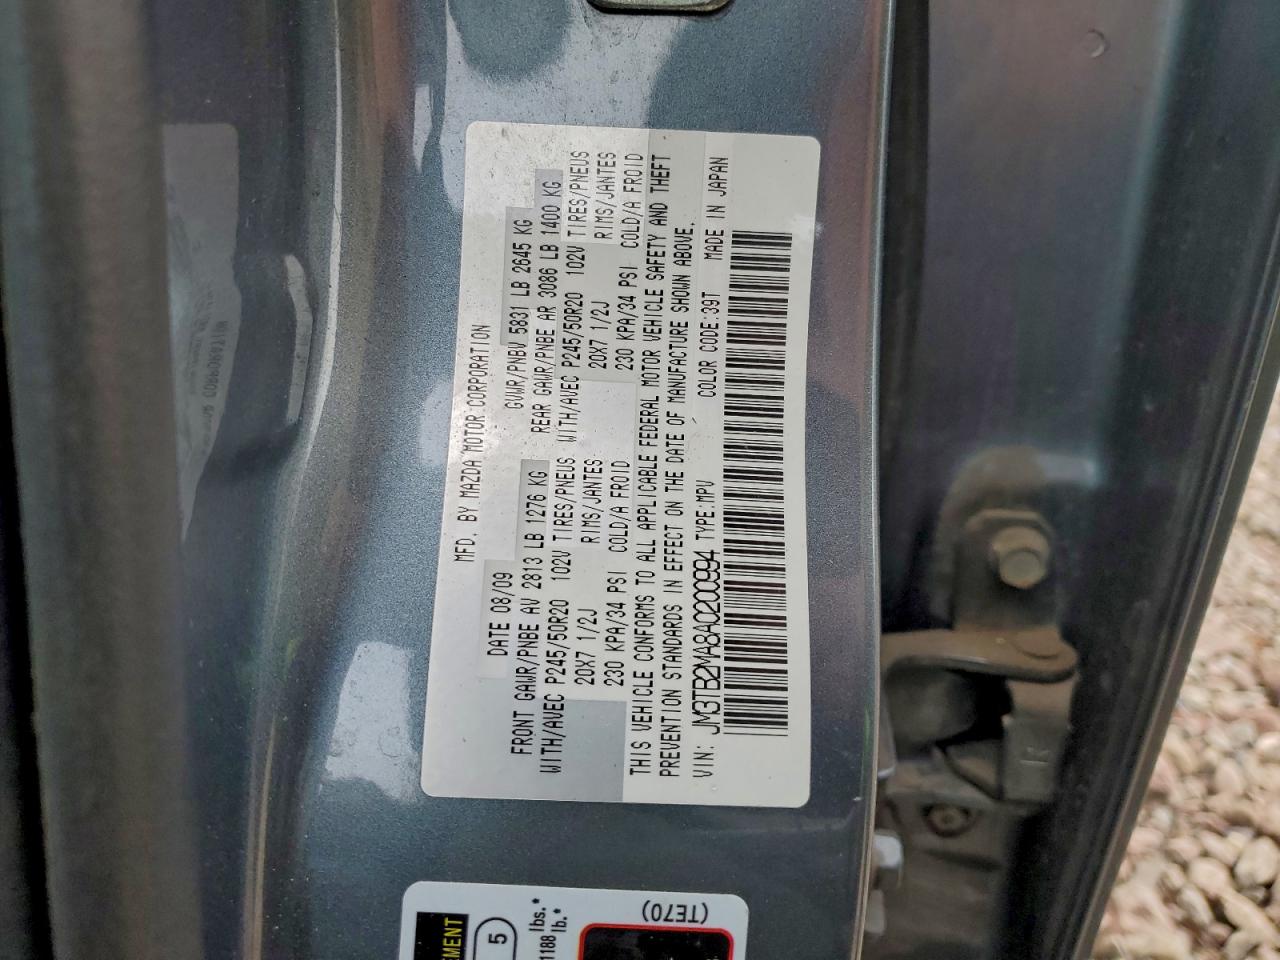 MFD. BY MAZDA MOTOR CORPORATION
DATE 08/09 GVWR/PNBV 5831 LB 2645 KG
FRONT GAWR/PNBE AV 2813 LB 1276 KG REAR GAWR/PNBE AR 3086 LB 1400 KG
WITH/AVEC P245/50R20 102V TIRES/PNEUS WITH/AVEC P245/50R20 102V TIRES/PNEUS
20X7 1/2J RIMS/JANTES 20X7 1/2J RIMS/JANTES
230 KPA/34 PSI COLD/A FROID 230 KPA/34 PSI COLD/A FROID
THIS VEHICLE CONFORMS TO ALL APPLICABLE FEDERAL MOTOR VEHICLE SAFETY AND THEFT
PREVENTION STANDARDS IN EFFECT ON THE DATE OF MANUFACTURE SHOWN ABOVE.
VIN: JM3TB2MA8A0200994 TYPE:MPV COLOR CODE:39T MADE IN JAPAN
EMENT
5
lbs.*
1188 lb.*
(TE70)